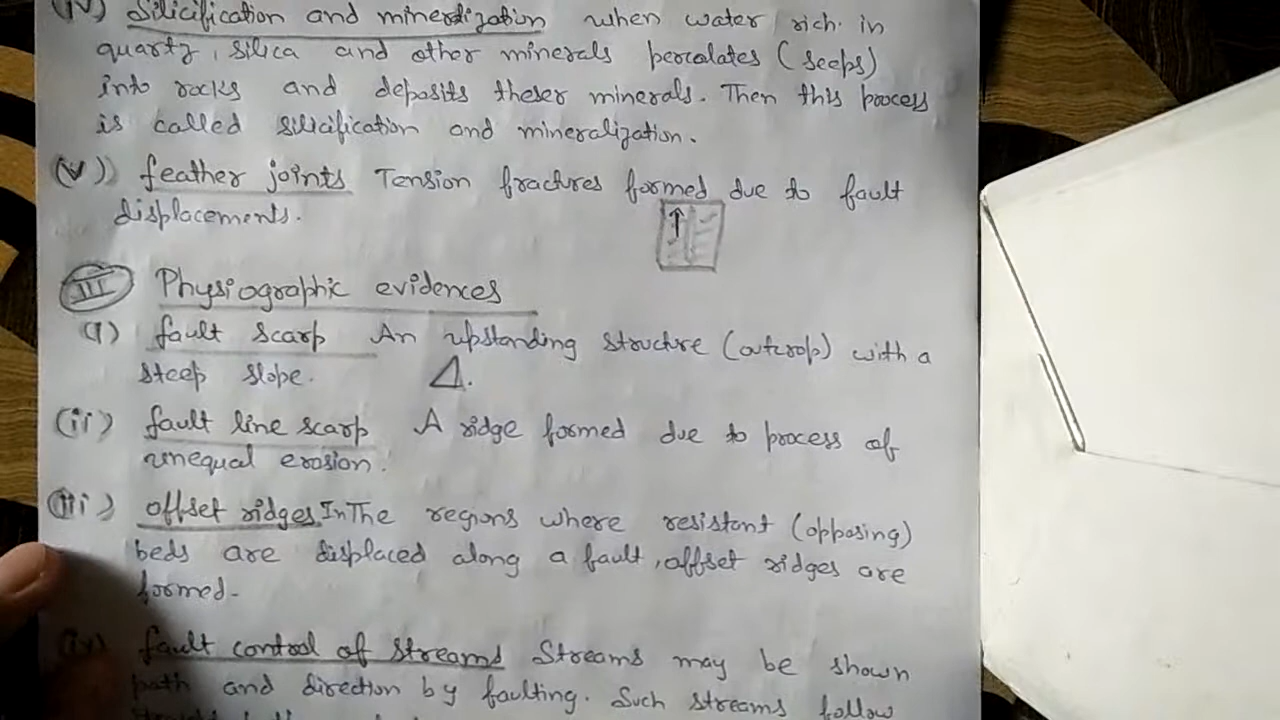 (iv) Silicification and mineralization when water rich in
quartz, silica and other minerals percolates (seeps)
into rocks and deposits theser minerals. Then this process
is called silicification and mineralization.
(v) feather joints Tension fractures formed due to fault
displacements.
III Physiographic evidences
(i) fault scarp An upstanding structure (outcrop) with a
steep slope.
(ii) fault line scarp A ridge formed due to process of
unequal erosion.
(iii) offset ridges In The regions where resistant (opposing)
beds are displaced along a fault, offset ridges are
formed-
(iv) fault control of streams Streams may be shown
path and direction by faulting. Such streams follow